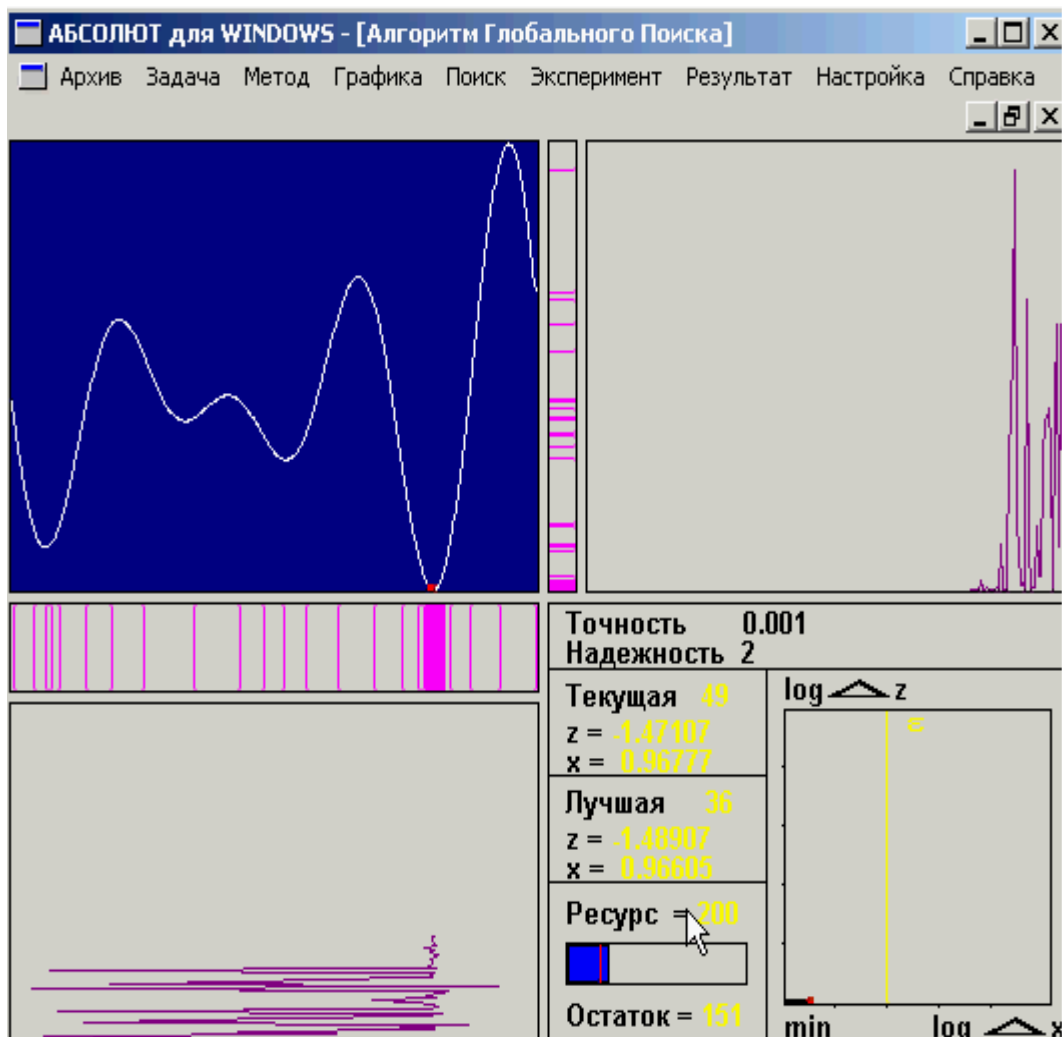 АБСОЛЮТ для WINDOWS - [Алгоритм Глобального Поиска]
Архив Задача Метод Графика Поиск Эксперимент Результат Настройка Справка
Точность 0.001
Надежность 2
Текущая 49
z = -1.47107
x = 0.96777
Лучшая 36
z = -1.48907
x = 0.96605
Ресурс = 200
Остаток = 151
log △ z
ε
min log △ x